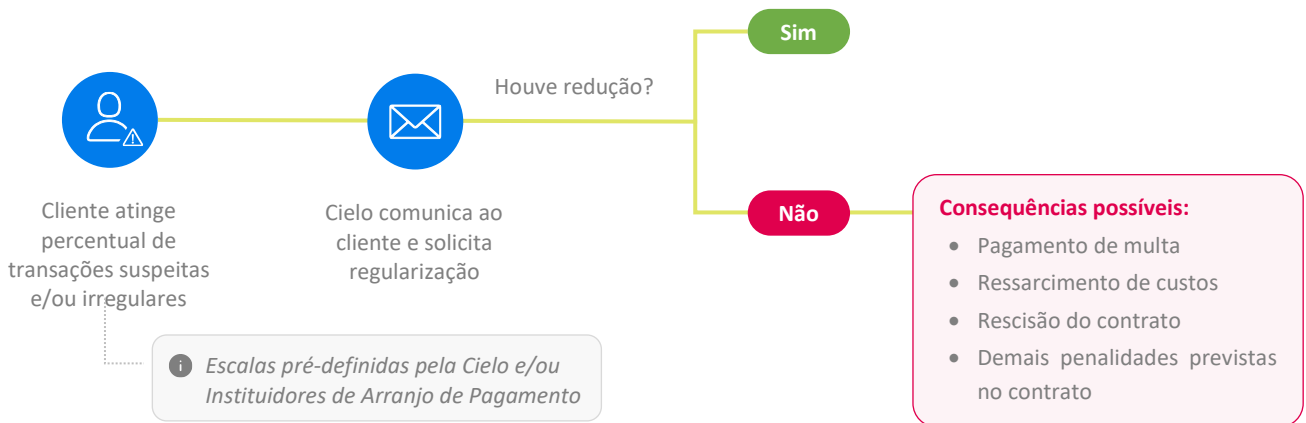 Cliente atinge
percentual de
transações suspeitas
e/ou irregulares
Escalas pré-definidas pela Cielo e/ou
Instituidores de Arranjo de Pagamento
Cielo comunica ao
cliente e solicita
regularização
Houve redução?
Sim
Não
Consequências possíveis:
• Pagamento de multa
• Ressarcimento de custos
• Rescisão do contrato
• Demais penalidades previstas
no contrato